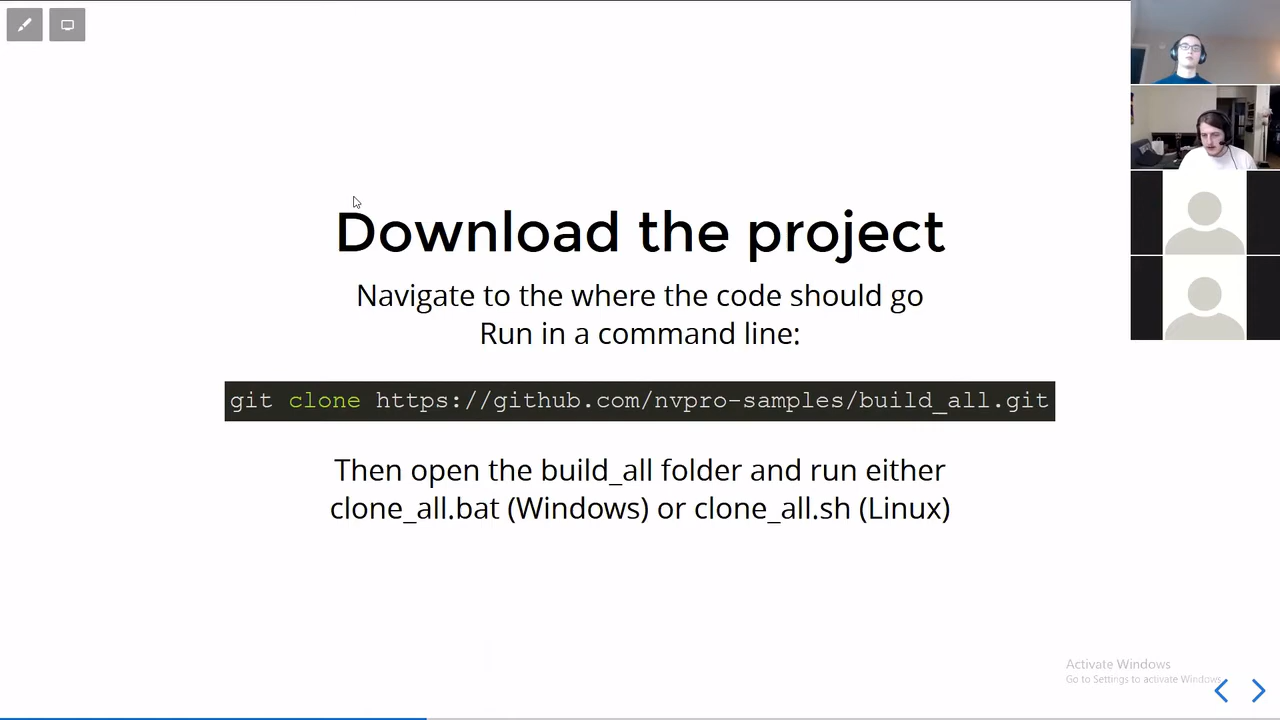 Download the project
Navigate to the where the code should go
Run in a command line:
git clone https://github.com/nvpro-samples/build_all.git
Then open the build_all folder and run either
clone_all.bat (Windows) or clone_all.sh (Linux)
Activate Windows
Go to Settings to activate Windows.